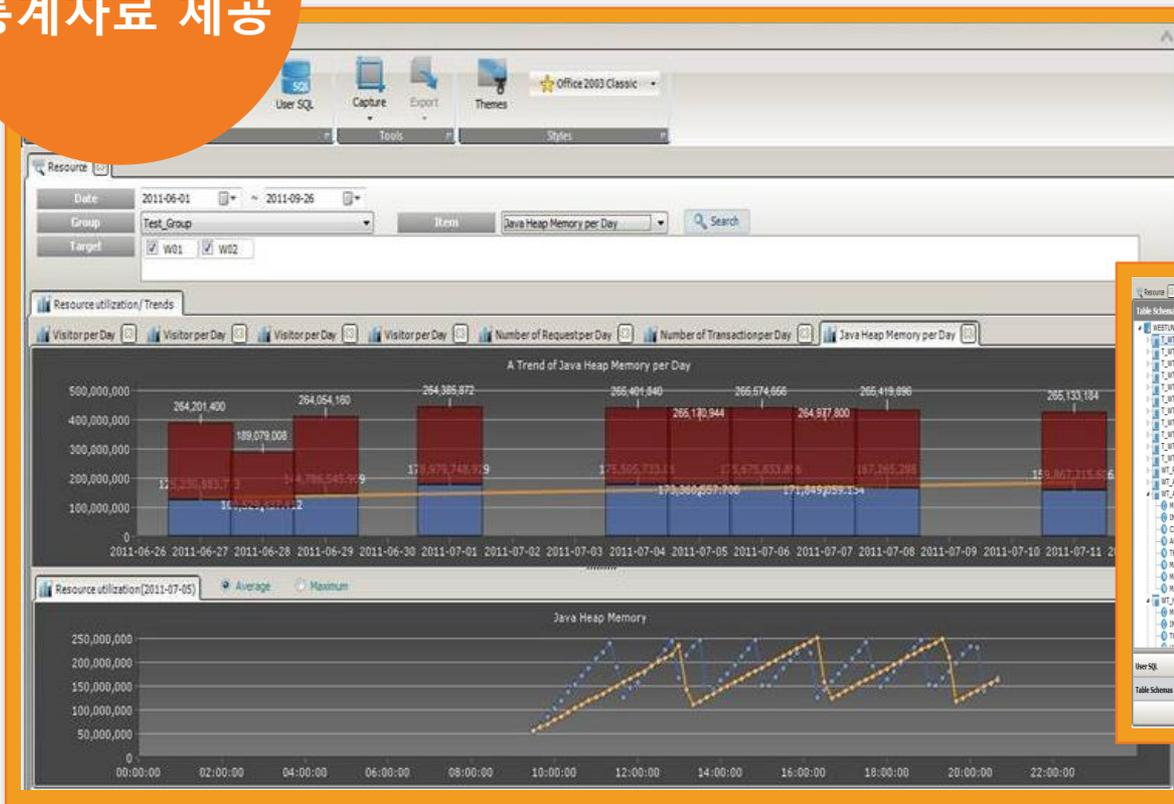 통계자료 제공
SQL
User SQL
Capture
Export
Themes
Office 2003 Classic
Tools
Styles
Resource
Date 2011-06-01 ~ 2011-09-26
Group Test_Group Item Java Heap Memory per Day Search
Target W01 W02
Resource utilization/Trends
Visitor per Day Visitor per Day Visitor per Day Visitor per Day Number of Request per Day Number of Transaction per Day Java Heap Memory per Day
A Trend of Java Heap Memory per Day
500,000,000
400,000,000
300,000,000
200,000,000
100,000,000
0
264,201,400
189,079,008
264,054,160
264,385,872
265,401,840
265,170,944
265,574,656
264,977,800
265,419,896
265,133,184
2011-06-26 2011-06-27 2011-06-28 2011-06-29 2011-06-30 2011-07-01 2011-07-02 2011-07-03 2011-07-04 2011-07-05 2011-07-06 2011-07-07 2011-07-08 2011-07-09 2011-07-10 2011-07-11
Resource utilization(2011-07-05) Average Maximum
Java Heap Memory
250,000,000
200,000,000
150,000,000
100,000,000
50,000,000
0
00:00:00 02:00:00 04:00:00 06:00:00 08:00:00 10:00:00 12:00:00 14:00:00 16:00:00 18:00:00 20:00:00 22:00:00
Resource
Table Schema
User SQL
Table Schemas